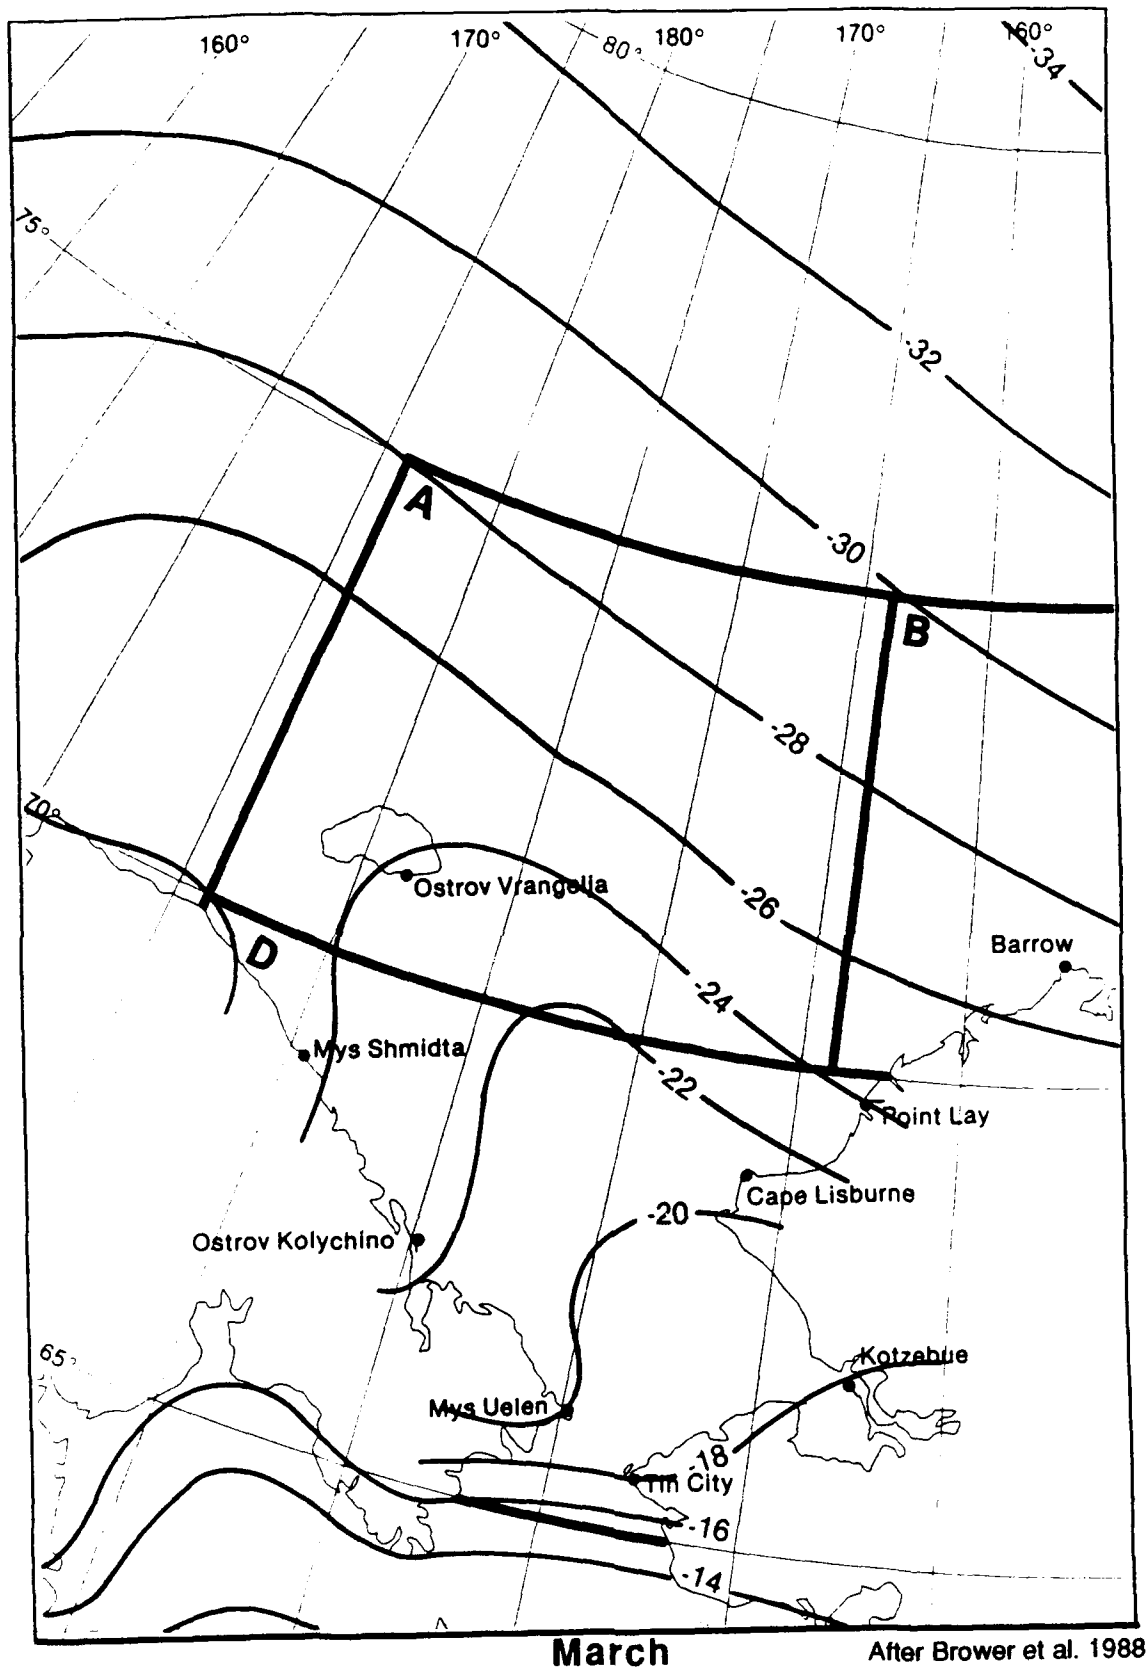 160°
170°
180°
170°
160°
80°
-34
75°
-32
A
-30
B
-28
70°
Ostrov Vrangelia
-26
Barrow
D
-24
Mys Shmidta
-22
Point Lay
Cape Lisburne
-20
Ostrov Kolychino
65°
Kotzebue
Mys Uelen
-18
Tin City
-16
-14
March
After Brower et al. 1988